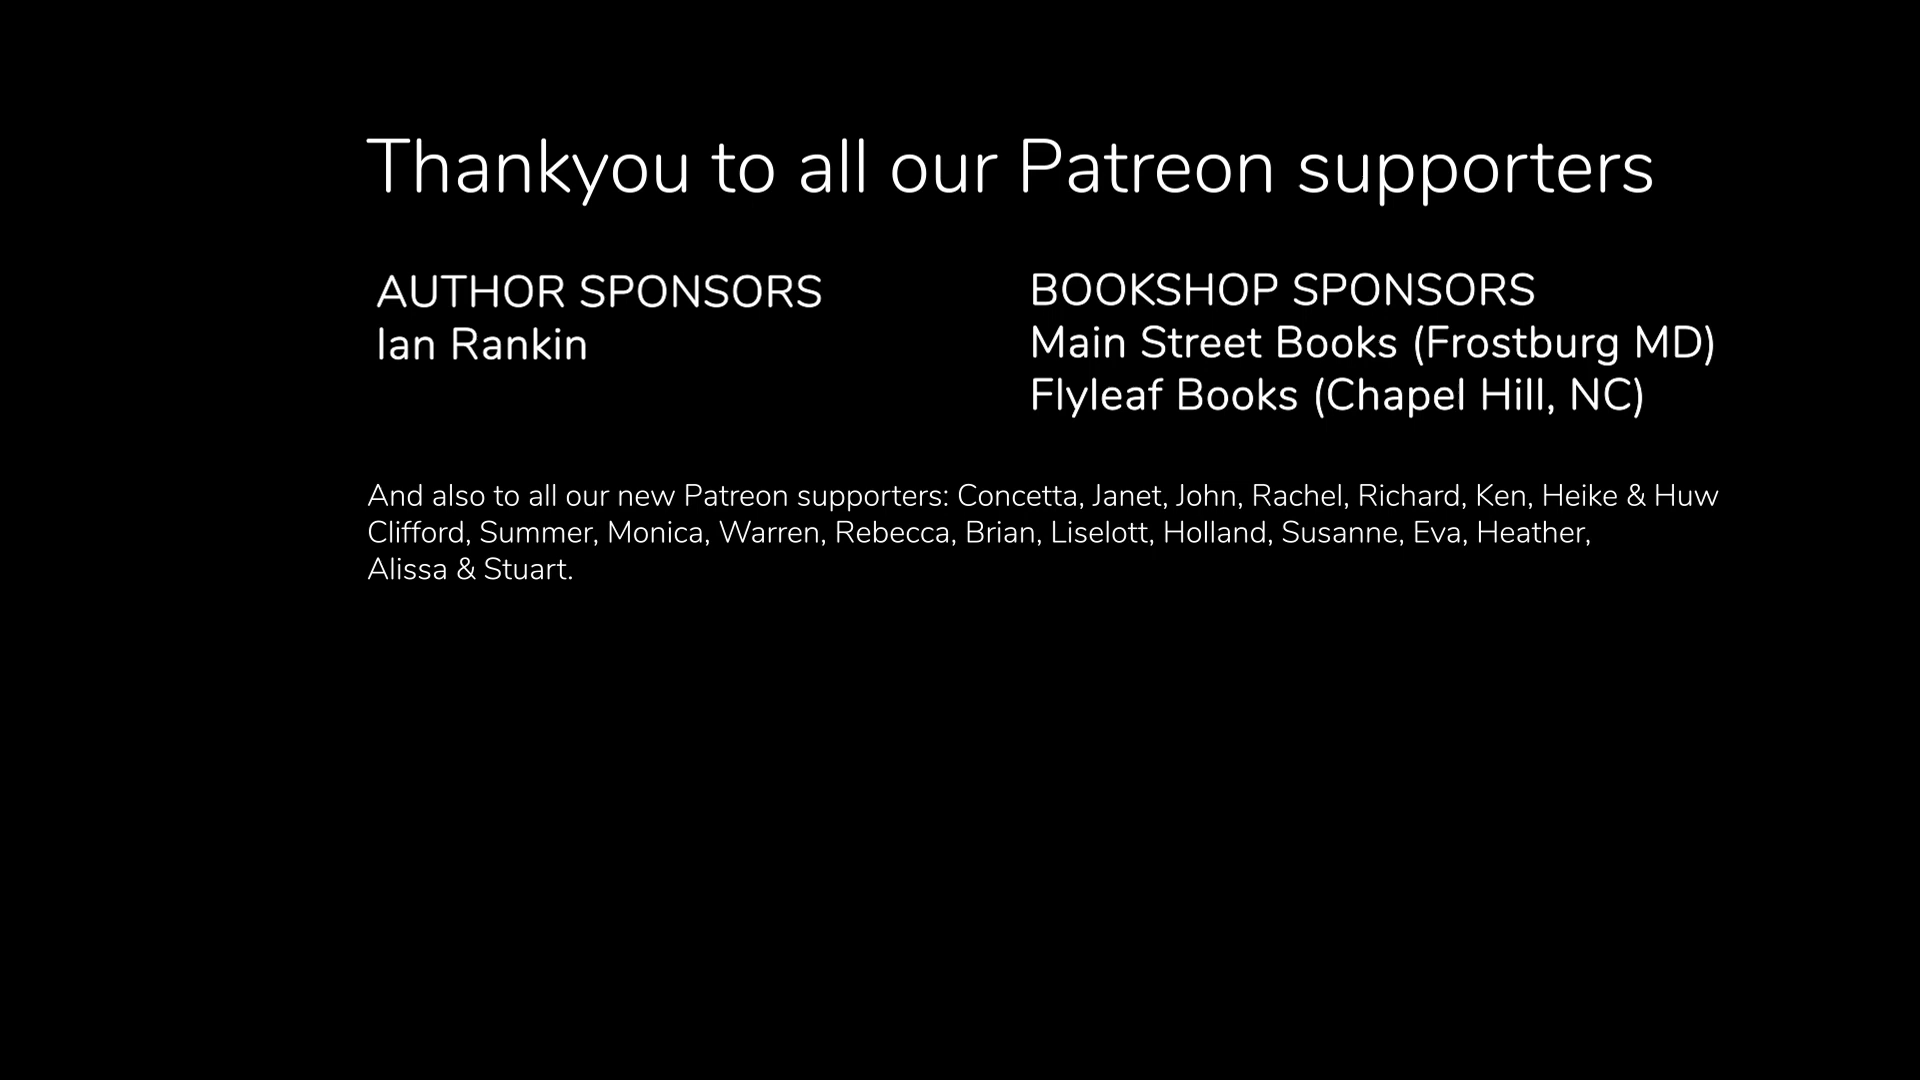 Thankyou to all our Patreon supporters
AUTHOR SPONSORS
Ian Rankin
BOOKSHOP SPONSORS
Main Street Books (Frostburg MD)
Flyleaf Books (Chapel Hill, NC)
And also to all our new Patreon supporters: Concetta, Janet, John, Rachel, Richard, Ken, Heike & Huw
Clifford, Summer, Monica, Warren, Rebecca, Brian, Liselott, Holland, Susanne, Eva, Heather,
Alissa & Stuart.